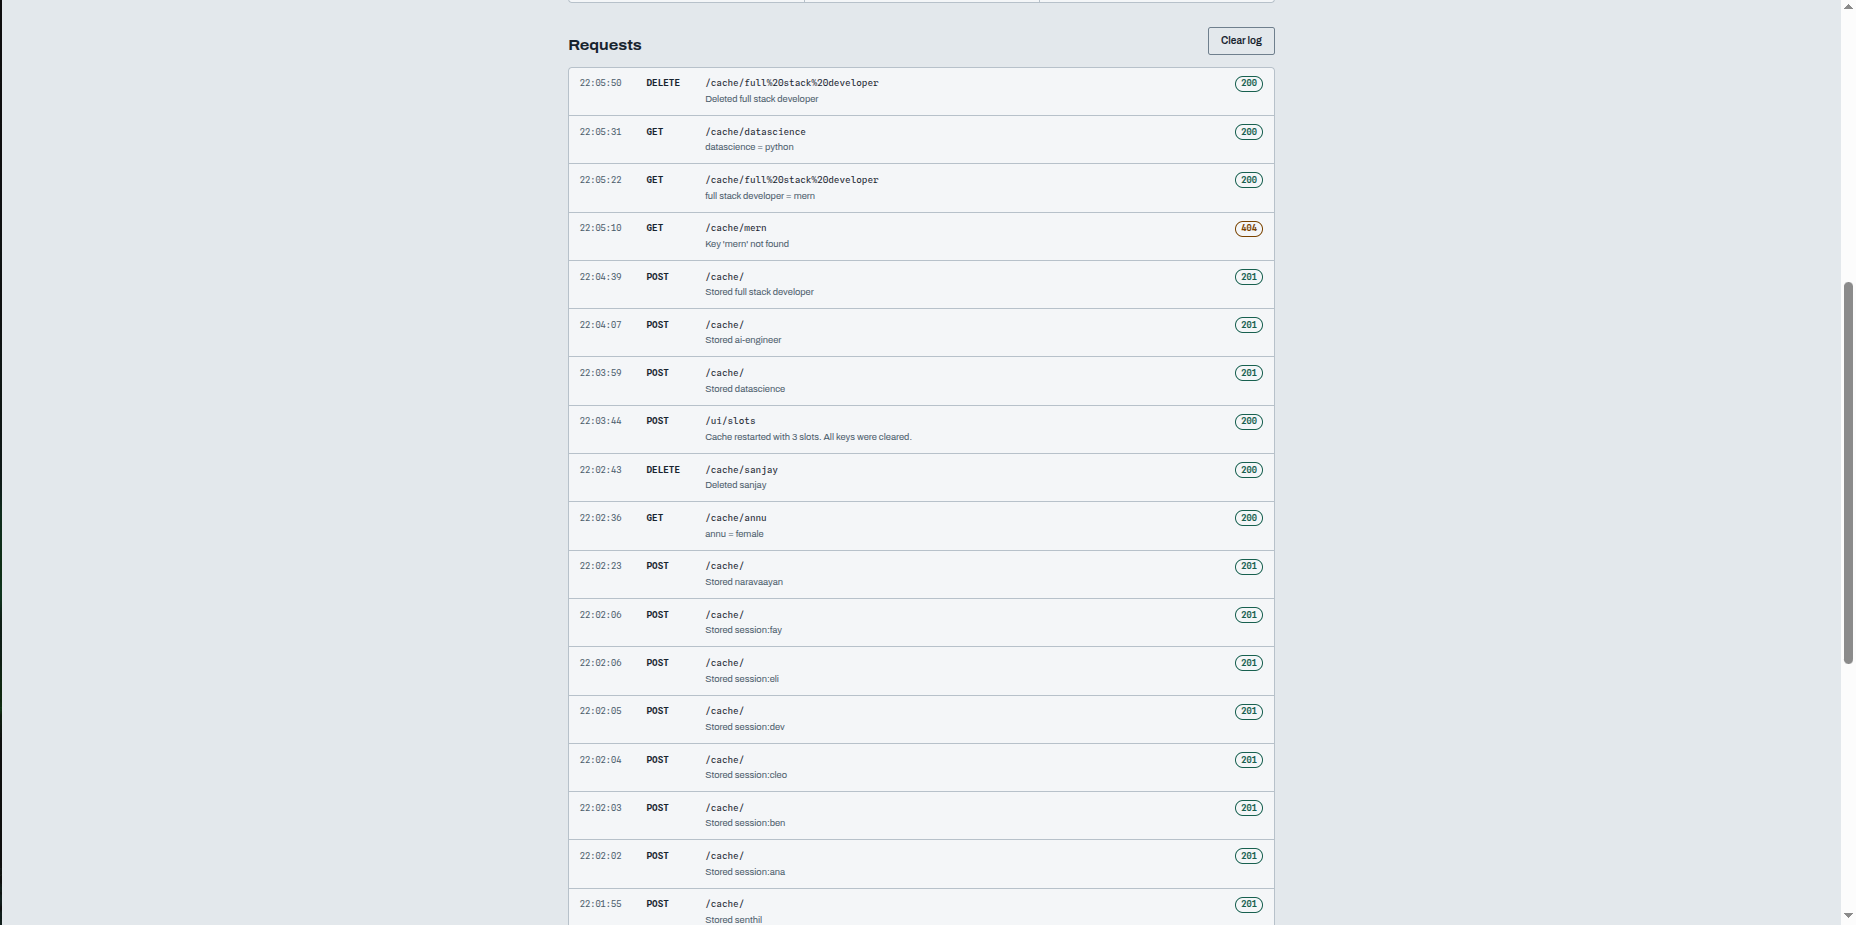 Requests
Clear log
22:05:50 DELETE /cache/full%20stack%20developer 200
Deleted full stack developer
22:05:31 GET /cache/datascience 200
datascience = python
22:05:22 GET /cache/full%20stack%20developer 200
full stack developer = mern
22:05:10 GET /cache/mern 404
Key 'mern' not found
22:04:39 POST /cache/ 201
Stored full stack developer
22:04:07 POST /cache/ 201
Stored ai-engineer
22:03:59 POST /cache/ 201
Stored datascience
22:03:44 POST /ui/slots 200
Cache restarted with 3 slots. All keys were cleared.
22:02:43 DELETE /cache/sanjay 200
Deleted sanjay
22:02:36 GET /cache/annu 200
annu = female
22:02:23 POST /cache/ 201
Stored naravaayan
22:02:06 POST /cache/ 201
Stored session:fay
22:02:06 POST /cache/ 201
Stored session:eli
22:02:05 POST /cache/ 201
Stored session:dev
22:02:04 POST /cache/ 201
Stored session:cleo
22:02:03 POST /cache/ 201
Stored session:ben
22:02:02 POST /cache/ 201
Stored session:ana
22:01:55 POST /cache/ 201
Stored senthil